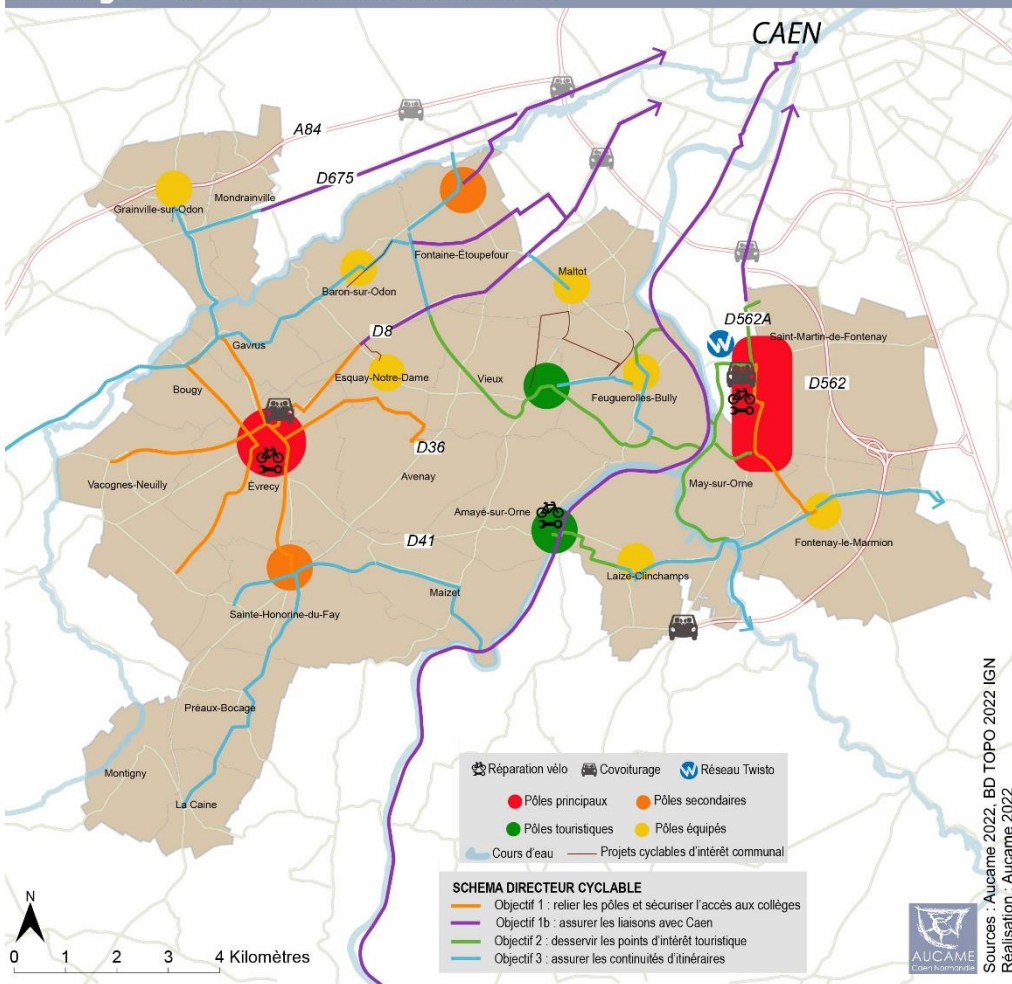 CAEN
A84
D675
Mondrainville
Grainville-sur-Odon
Fontaine-Étoupefour
Baron-sur-Odon
Maltot
D8
D562A
Gavrus
Saint-Martin-de-Fontenay
Esquay-Notre-Dame
Vieux
D562
Bougy
Feuguerolles-Bully
D36
Vacognes-Neuilly
Évrecy
Avenay
May-sur-Orne
Amayé-sur-Orne
D41
Fontenay-le-Marmion
Laize-Clinchamps
Maizet
Sainte-Honorine-du-Fay
Préaux-Bocage
Montigny
La Caine
Réparation vélo Covoiturage W Réseau Twisto
Pôles principaux Pôles secondaires
Pôles touristiques Pôles équipés
Cours d'eau Projets cyclables d'intérêt communal
SCHEMA DIRECTEUR CYCLABLE
Objectif 1 : relier les pôles et sécuriser l'accès aux collèges
Objectif 1b : assurer les liaisons avec Caen
Objectif 2 : desservir les points d'intérêt touristique
Objectif 3 : assurer les continuités d'itinéraires
N
0 1 2 4 Kilomètres
AUCAME
Caen Normandie
Sources : Aucame 2022, BD TOPO 2022 IGN
Réalisation : Aucame 2022